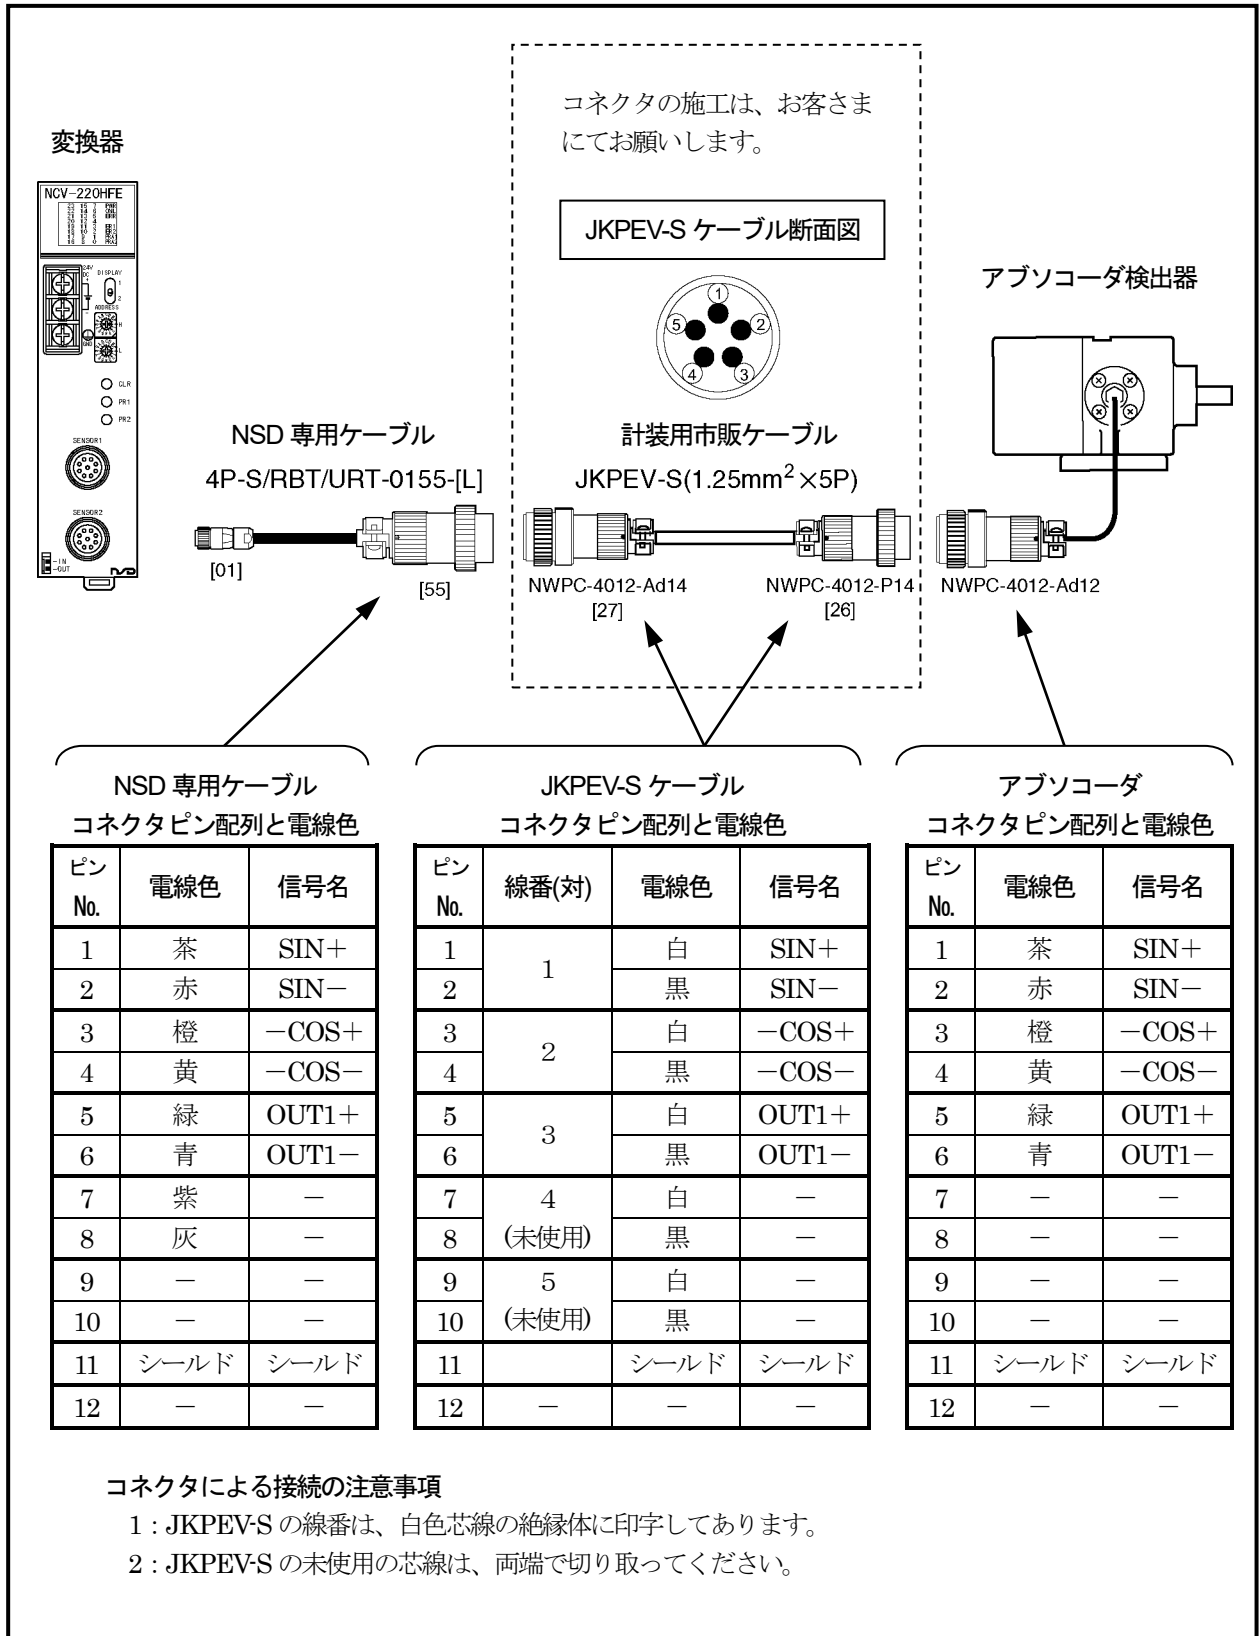 コネクタの施工は、お客さま
にてお願いします。
変換器
NCV-220HFE
24V
DC
DISPLAY
1
2
ADDRESS
H
L
GND
CLR
PR1
PR2
SENSOR1
SENSOR2
-IN
-OUT
JKPEV-S ケーブル断面図
1
2
3
4
5
アブソコーダ検出器
NSD 専用ケーブル
4P-S/RBT/URT-0155-[L]
計装用市販ケーブル
JKPEV-S(1.25mm²×5P)
[01]
[55]
NWPC-4012-Ad14
[27]
NWPC-4012-P14
[26]
NWPC-4012-Ad12
NSD 専用ケーブル
コネクタピン配列と電線色
ピン No. 電線色 信号名
1 茶 SIN+
2 赤 SIN−
3 橙 −COS+
4 黄 −COS−
5 緑 OUT1+
6 青 OUT1−
7 紫 −
8 灰 −
9 − −
10 − −
11 シールド シールド
12 − −
JKPEV-S ケーブル
コネクタピン配列と電線色
ピン No. 線番(対) 電線色 信号名
1 1 白 SIN+
2 黒 SIN−
3 2 白 −COS+
4 黒 −COS−
5 3 白 OUT1+
6 黒 OUT1−
7 4 白 −
8 (未使用) 黒 −
9 5 白 −
10 (未使用) 黒 −
11 シールド シールド
12 − − −
アブソコーダ
コネクタピン配列と電線色
ピン No. 電線色 信号名
1 茶 SIN+
2 赤 SIN−
3 橙 −COS+
4 黄 −COS−
5 緑 OUT1+
6 青 OUT1−
7 − −
8 − −
9 − −
10 − −
11 シールド シールド
12 − −
コネクタによる接続の注意事項
1 : JKPEV-S の線番は、白色芯線の絶縁体に印字してあります。
2 : JKPEV-S の未使用の芯線は、両端で切り取ってください。